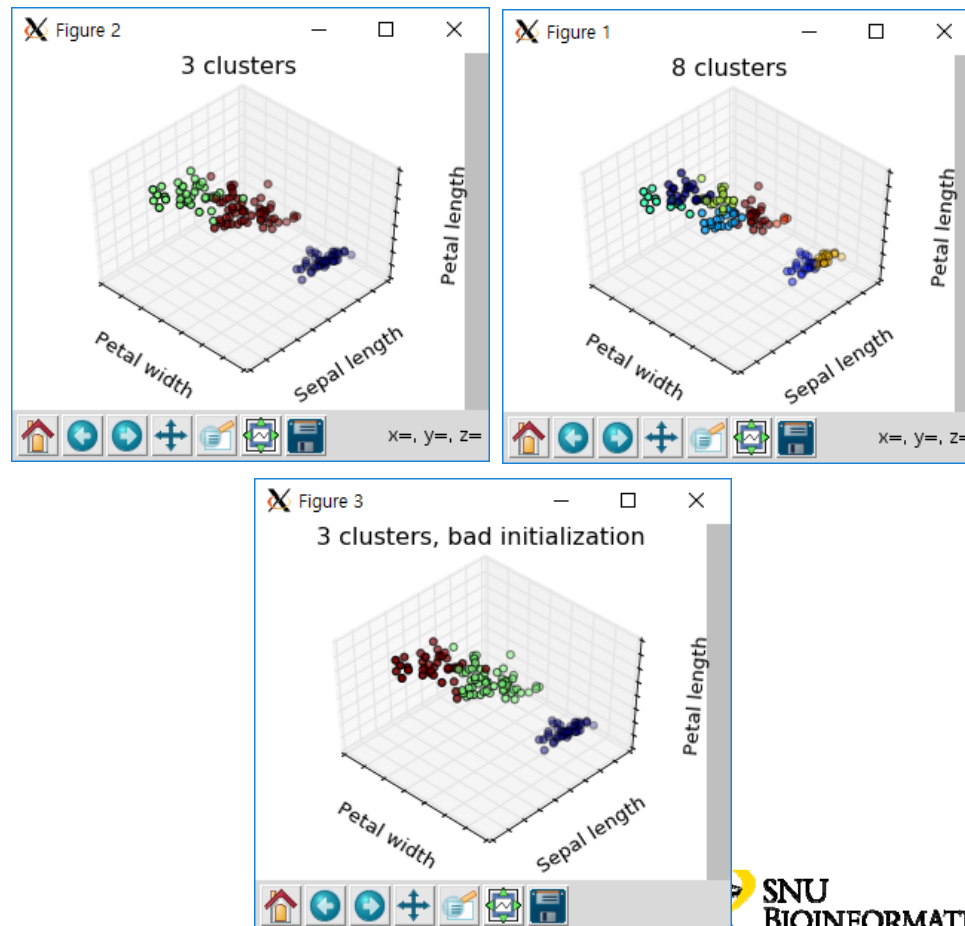 Figure 2
3 clusters
Petal length
Petal width
Sepal length
x=, y=, z=
Figure 1
8 clusters
Petal length
Petal width
Sepal length
x=, y=, z=
Figure 3
3 clusters, bad initialization
Petal length
Petal width
Sepal length
SNU